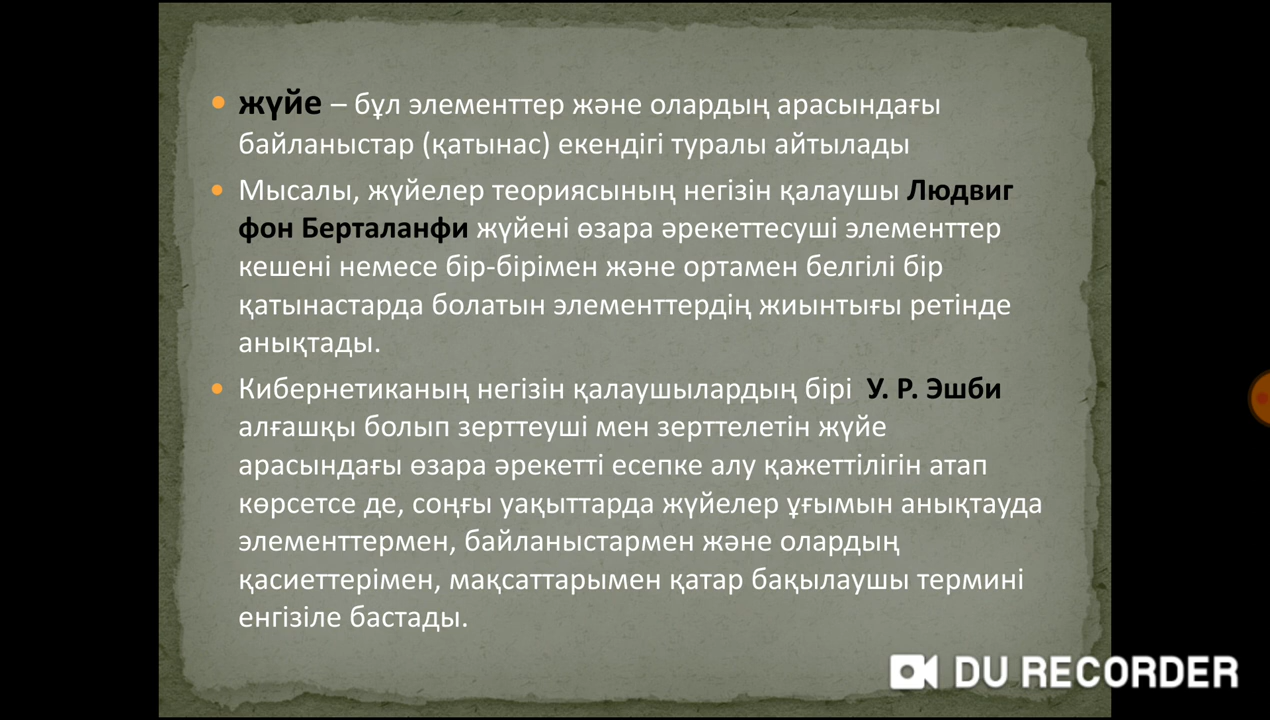 • жүйе – бұл элементтер және олардың арасындағы
байланыстар (қатынас) екендігі туралы айтылады
• Мысалы, жүйелер теориясының негізін қалаушы Людвиг
фон Берталанфи жүйені өзара әрекеттесуші элементтер
кешені немесе бір-бірімен және ортамен белгілі бір
қатынастарда болатын элементтердің жиынтығы ретінде
анықтады.
• Кибернетиканың негізін қалаушылардың бірі  У. Р. Эшби
алғашқы болып зерттеуші мен зерттелетін жүйе
арасындағы өзара әрекетті есепке алу қажеттілігін атап
көрсетсе де, соңғы уақыттарда жүйелер ұғымын анықтауда
элементтермен, байланыстармен және олардың
қасиеттерімен, мақсаттарымен қатар бақылаушы термині
енгізіле бастады.
DU RECORDER